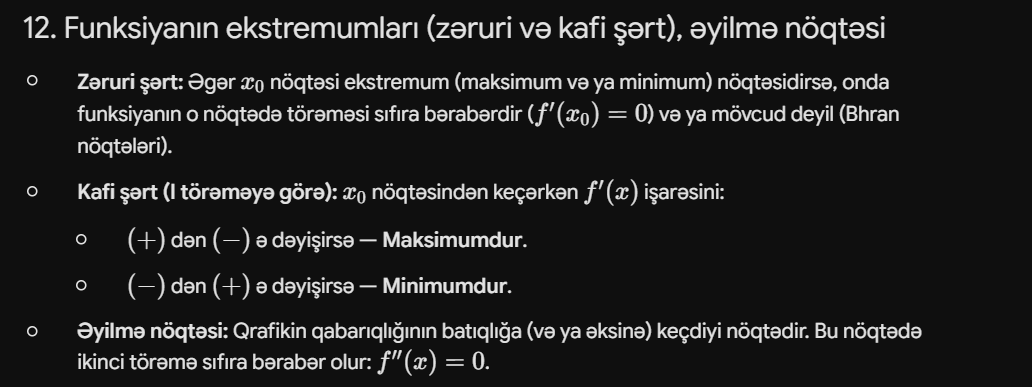 12. Funksiyanın ekstremumları (zəruri və kafi şərt), əyilmə nöqtəsi
Zəruri şərt: Əgər x₀ nöqtəsi ekstremum (maksimum və ya minimum) nöqtəsidirsə, onda
funksiyanın o nöqtədə törəməsi sıfıra bərabərdir (f′(x₀) = 0) və ya mövcud deyil (Bhran
nöqtələri).
Kafi şərt (I törəməyə görə): x₀ nöqtəsindən keçərkən f′(x) işarəsini:
(+) dən (−) ə dəyişirsə — Maksimumdur.
(−) dən (+) ə dəyişirsə — Minimumdur.
Əyilmə nöqtəsi: Qrafikin qabarıqlığının batıqlığa (və ya əksinə) keçdiyi nöqtədir. Bu nöqtədə
ikinci törəmə sıfıra bərabər olur: f″(x) = 0.